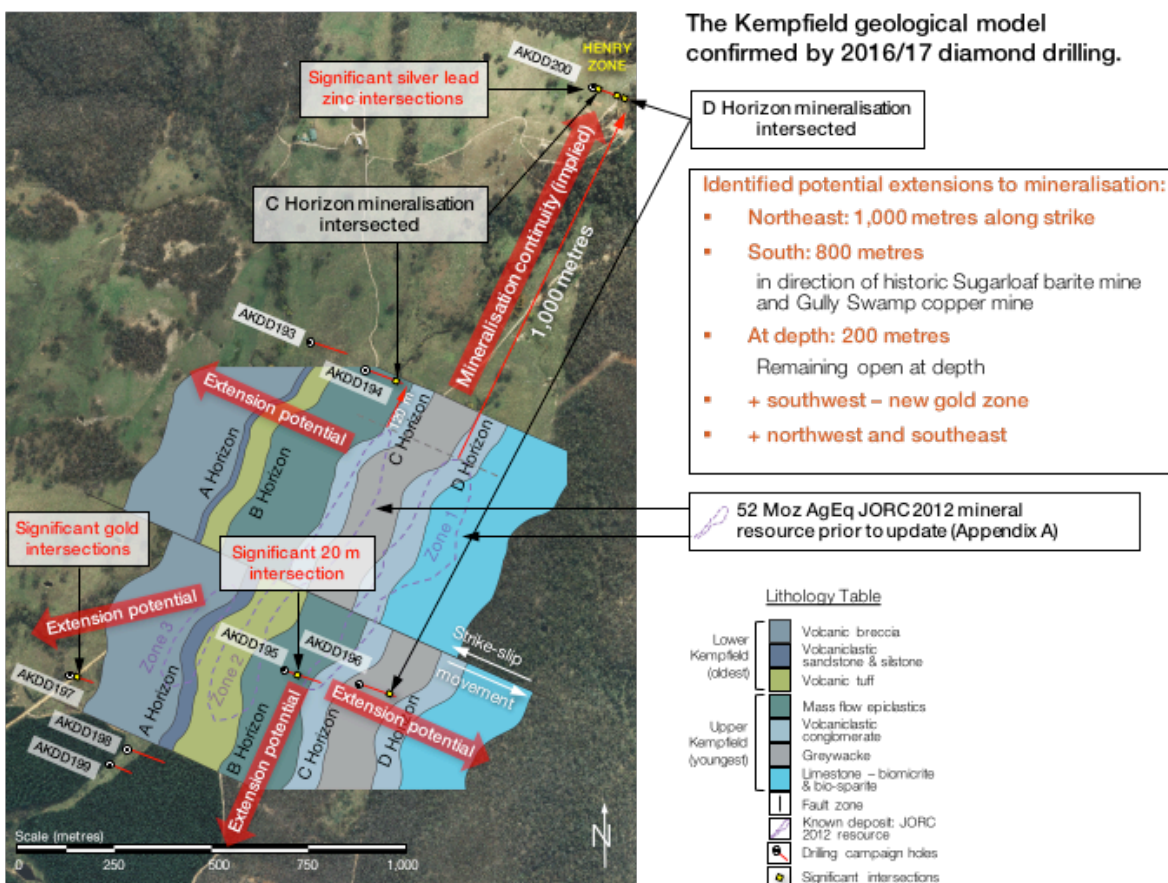 The Kempfield geological model
confirmed by 2016/17 diamond drilling.
HENRY
ZONE
AKDD200
Significant silver lead
zinc intersections
D Horizon mineralisation
intersected
C Horizon mineralisation
intersected
Mineralisation continuity (implied)
1,000 metres
Identified potential extensions to mineralisation:
▪ Northeast: 1,000 metres along strike
▪ South: 800 metres
in direction of historic Sugarloaf barite mine
and Gully Swamp copper mine
▪ At depth: 200 metres
Remaining open at depth
▪ + southwest – new gold zone
▪ + northwest and southeast
AKDD193
AKDD194
Extension potential
120 m
A Horizon
B Horizon
C Horizon
D Horizon
Zone 1
52 Moz AgEq JORC 2012 mineral
resource prior to update (Appendix A)
Significant gold
intersections
Significant 20 m
intersection
Extension potential
Zone 3
Zone 2
AKDD195
AKDD196
Strike-slip
movement
AKDD197
AKDD198
AKDD199
A Horizon
B Horizon
C Horizon
D Horizon
Extension potential
Extension potential
Scale (metres)
0 250 500 750 1,000
N
Lithology Table
Lower
Kempfield
(oldest)
Volcanic breccia
Volcaniclastic
sandstone & silstone
Volcanic tuff
Upper
Kempfield
(youngest)
Mass flow epiclastics
Volcaniclastic
conglomerate
Greywacke
Limestone – biomicrite
& bio-sparite
Fault zone
Known deposit: JORC
2012 resource
Drilling campaign holes
Significant intersections